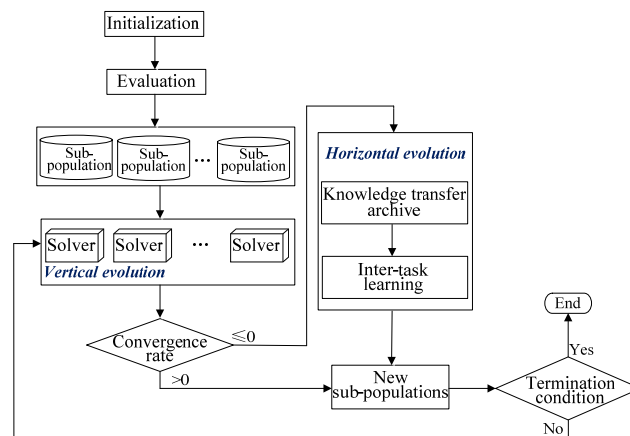 Initialization
Evaluation
Sub-
population
Sub-
population
...
Sub-
population
Solver
Solver
...
Solver
Vertical evolution
Convergence
rate
≤0
>0
Horizontal evolution
Knowledge transfer
archive
Inter-task
learning
New
sub-populations
End
Yes
Termination
condition
No